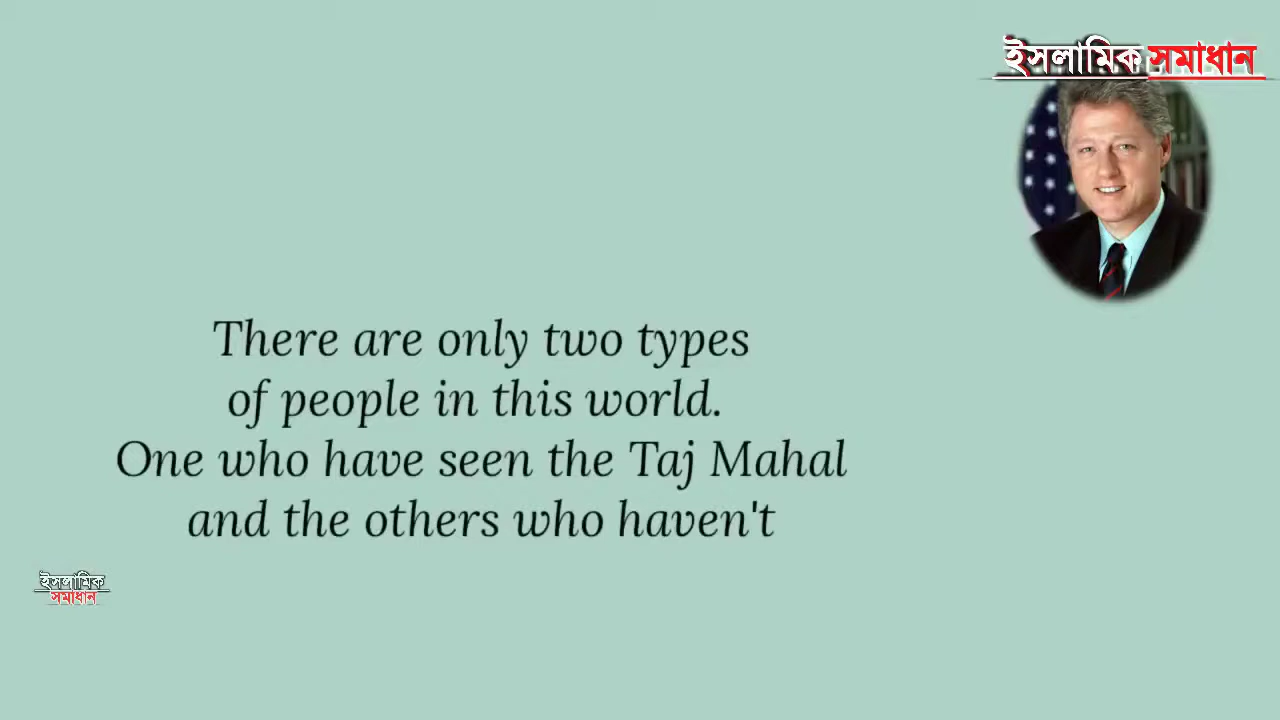 ইসলামিক সমাধান
There are only two types
of people in this world.
One who have seen the Taj Mahal
and the others who haven't
ইসলামিক
সমাধান